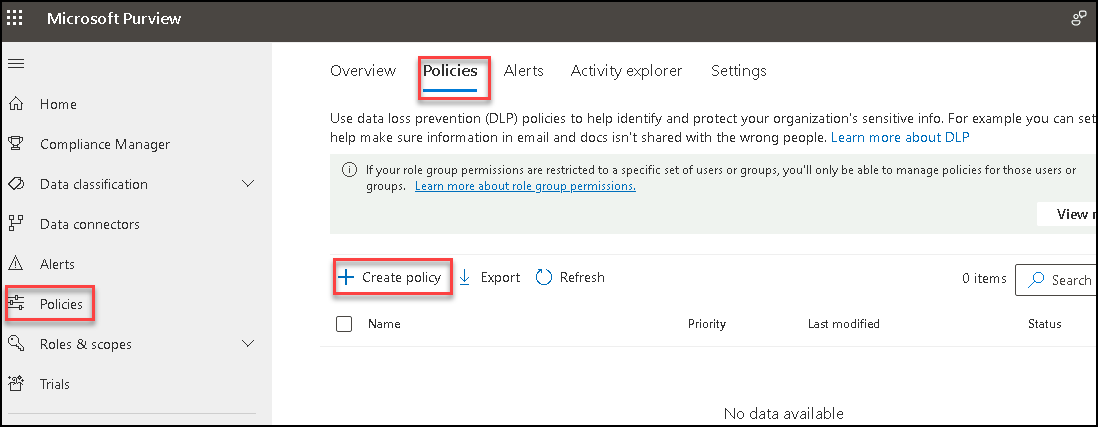 Microsoft Purview
Home
Compliance Manager
Data classification
Data connectors
Alerts
Policies
Roles & scopes
Trials
Overview Policies Alerts Activity explorer Settings
Use data loss prevention (DLP) policies to help identify and protect your organization's sensitive info. For example you can set
help make sure information in email and docs isn't shared with the wrong people. Learn more about DLP
If your role group permissions are restricted to a specific set of users or groups, you'll only be able to manage policies for those users or
groups. Learn more about role group permissions.
View
Create policy Export Refresh 0 items Search
Name Priority Last modified Status
No data available